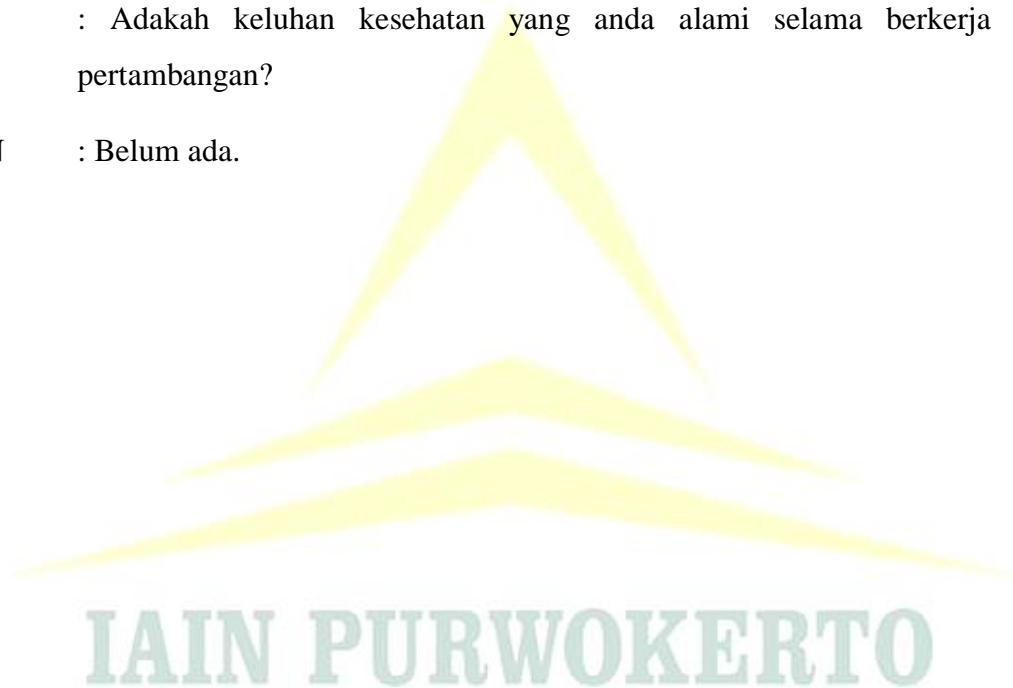 : Adakah keluhan kesehatan yang anda alami selama berkerja
pertambangan?
: Belum ada.
IAIN PURWOKERTO